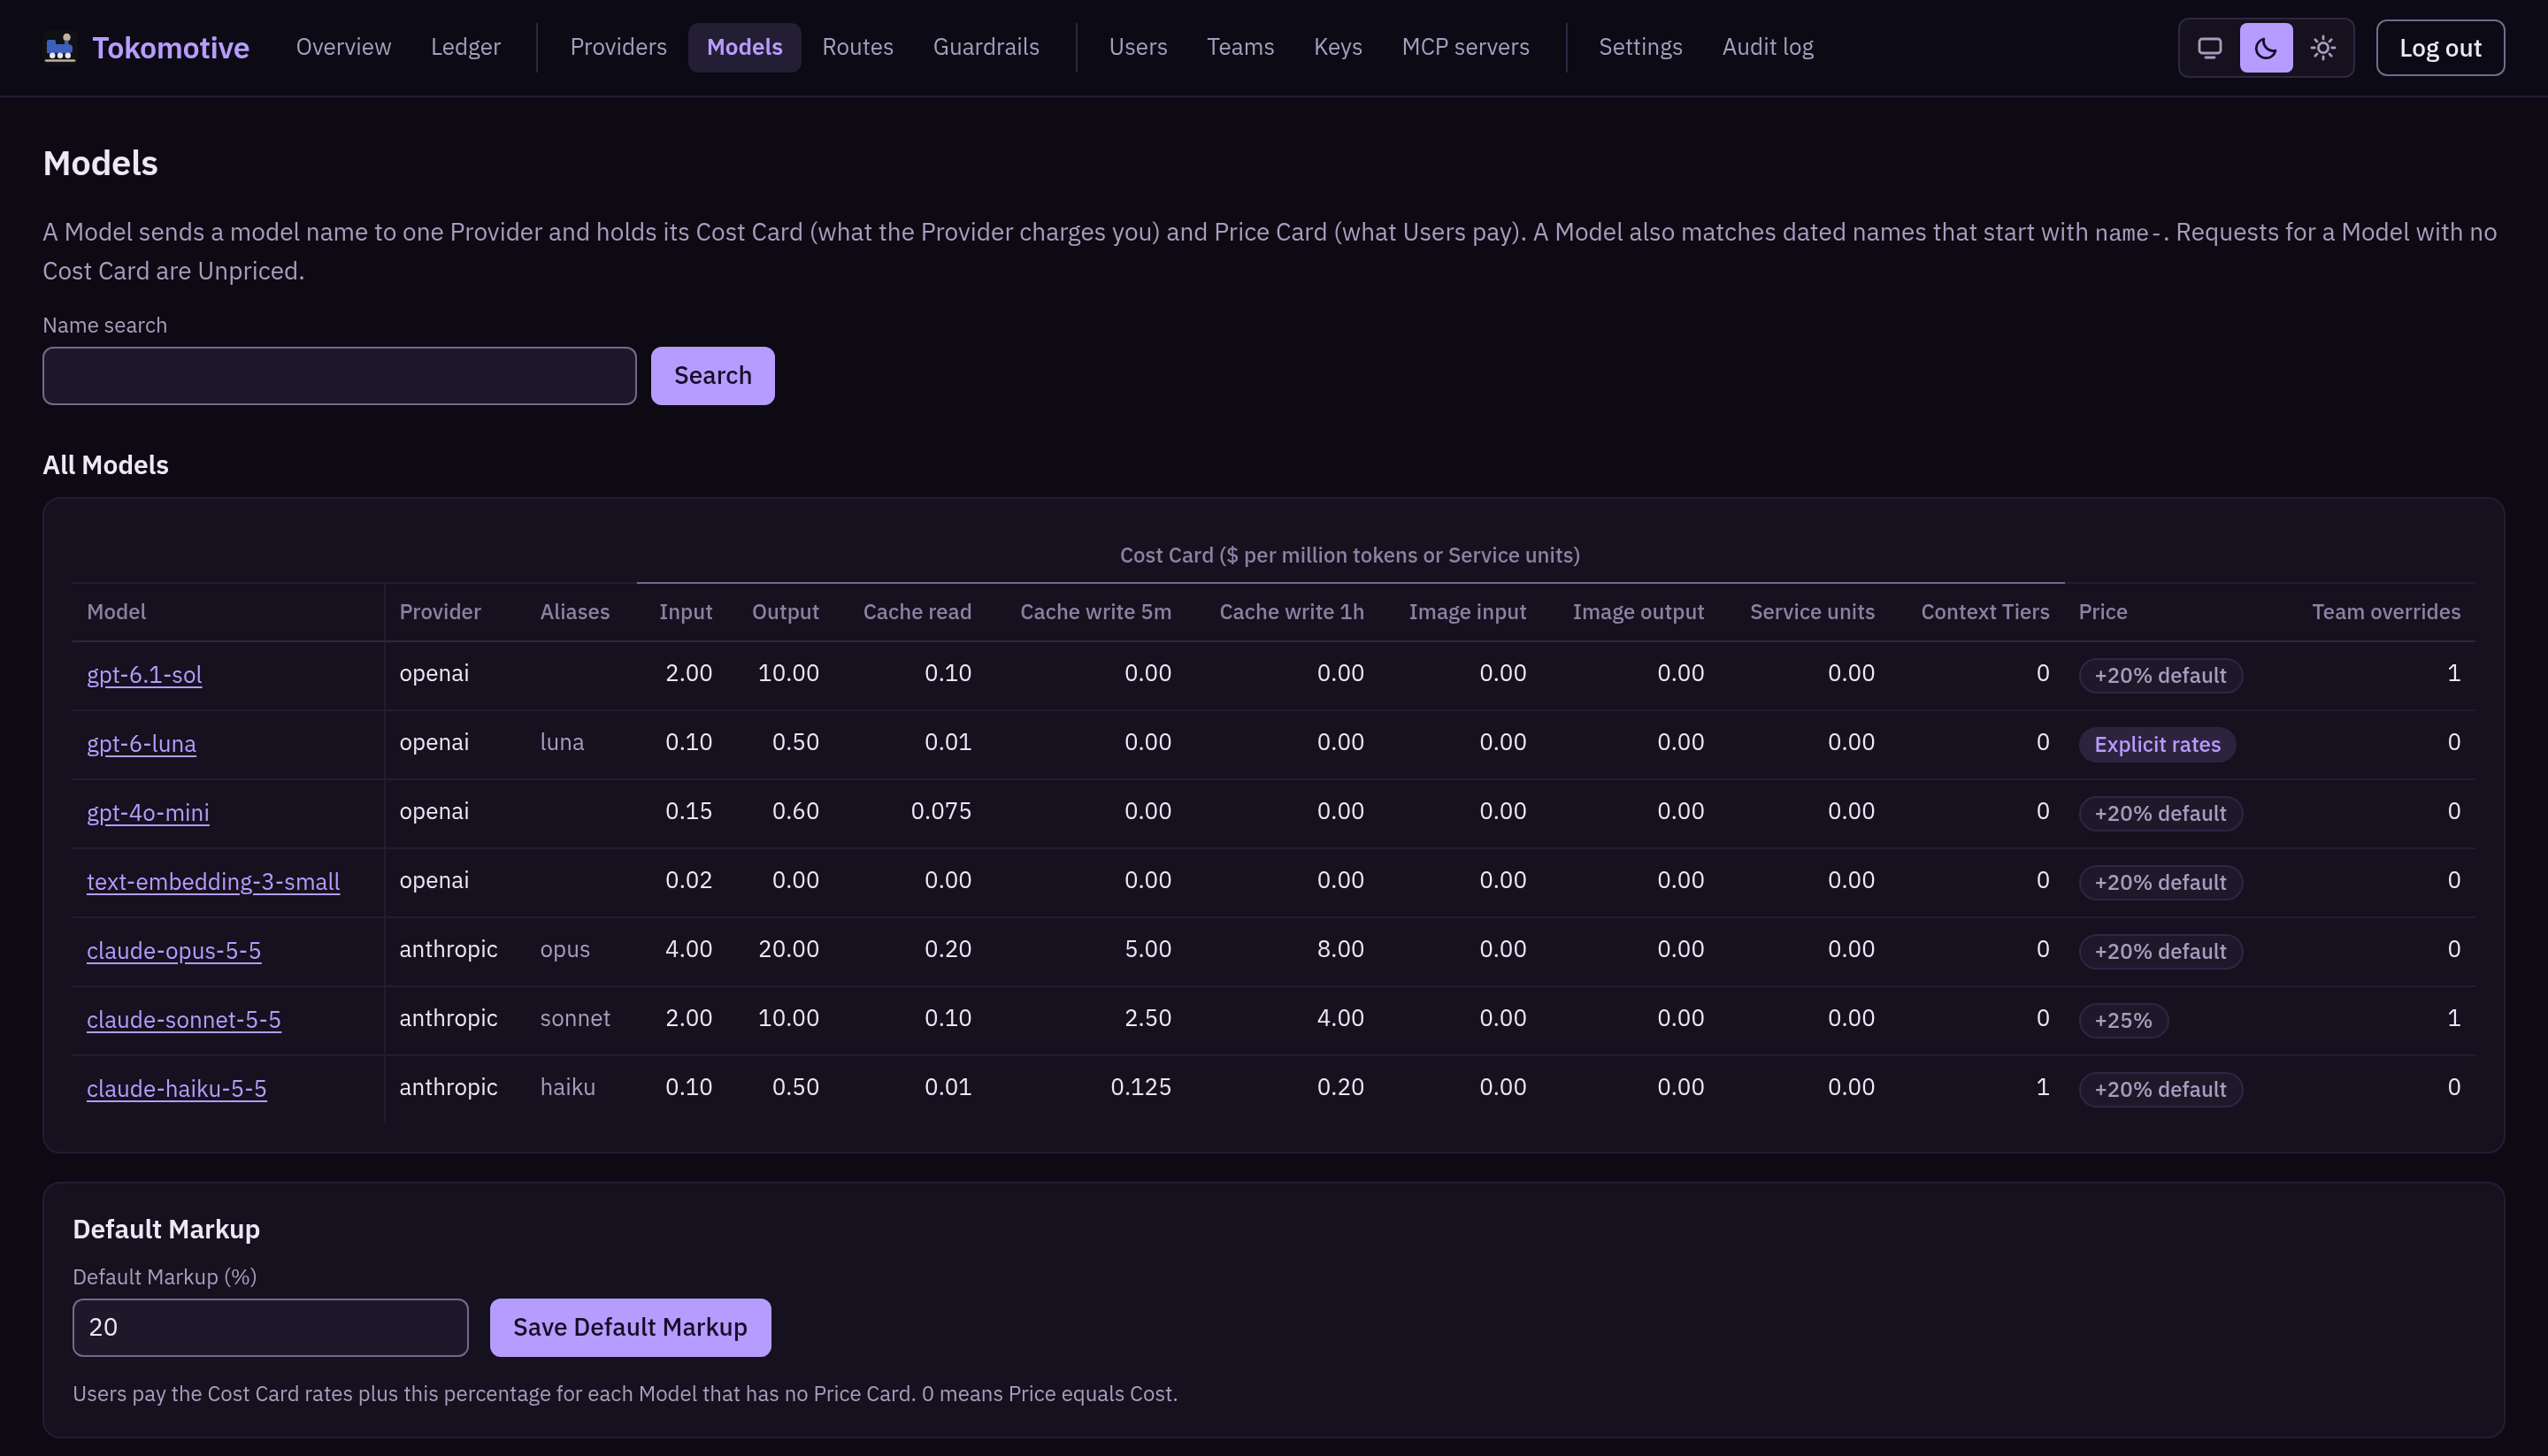 Tokomotive Overview Ledger Providers Models Routes Guardrails Users Teams Keys MCP servers Settings Audit log Log out
Models
A Model sends a model name to one Provider and holds its Cost Card (what the Provider charges you) and Price Card (what Users pay). A Model also matches dated names that start with name-. Requests for a Model with no
Cost Card are Unpriced.
Name search
Search
All Models
Cost Card ($ per million tokens or Service units)
Model Provider Aliases Input Output Cache read Cache write 5m Cache write 1h Image input Image output Service units Context Tiers Price Team overrides
gpt-6.1-sol openai 2.00 10.00 0.10 0.00 0.00 0.00 0.00 0.00 0 +20% default 1
gpt-6-luna openai luna 0.10 0.50 0.01 0.00 0.00 0.00 0.00 0.00 0 Explicit rates 0
gpt-4o-mini openai 0.15 0.60 0.075 0.00 0.00 0.00 0.00 0.00 0 +20% default 0
text-embedding-3-small openai 0.02 0.00 0.00 0.00 0.00 0.00 0.00 0.00 0 +20% default 0
claude-opus-5-5 anthropic opus 4.00 20.00 0.20 5.00 8.00 0.00 0.00 0.00 0 +20% default 0
claude-sonnet-5-5 anthropic sonnet 2.00 10.00 0.10 2.50 4.00 0.00 0.00 0.00 0 +25% 1
claude-haiku-5-5 anthropic haiku 0.10 0.50 0.01 0.125 0.20 0.00 0.00 0.00 1 +20% default 0
Default Markup
Default Markup (%)
20 Save Default Markup
Users pay the Cost Card rates plus this percentage for each Model that has no Price Card. 0 means Price equals Cost.